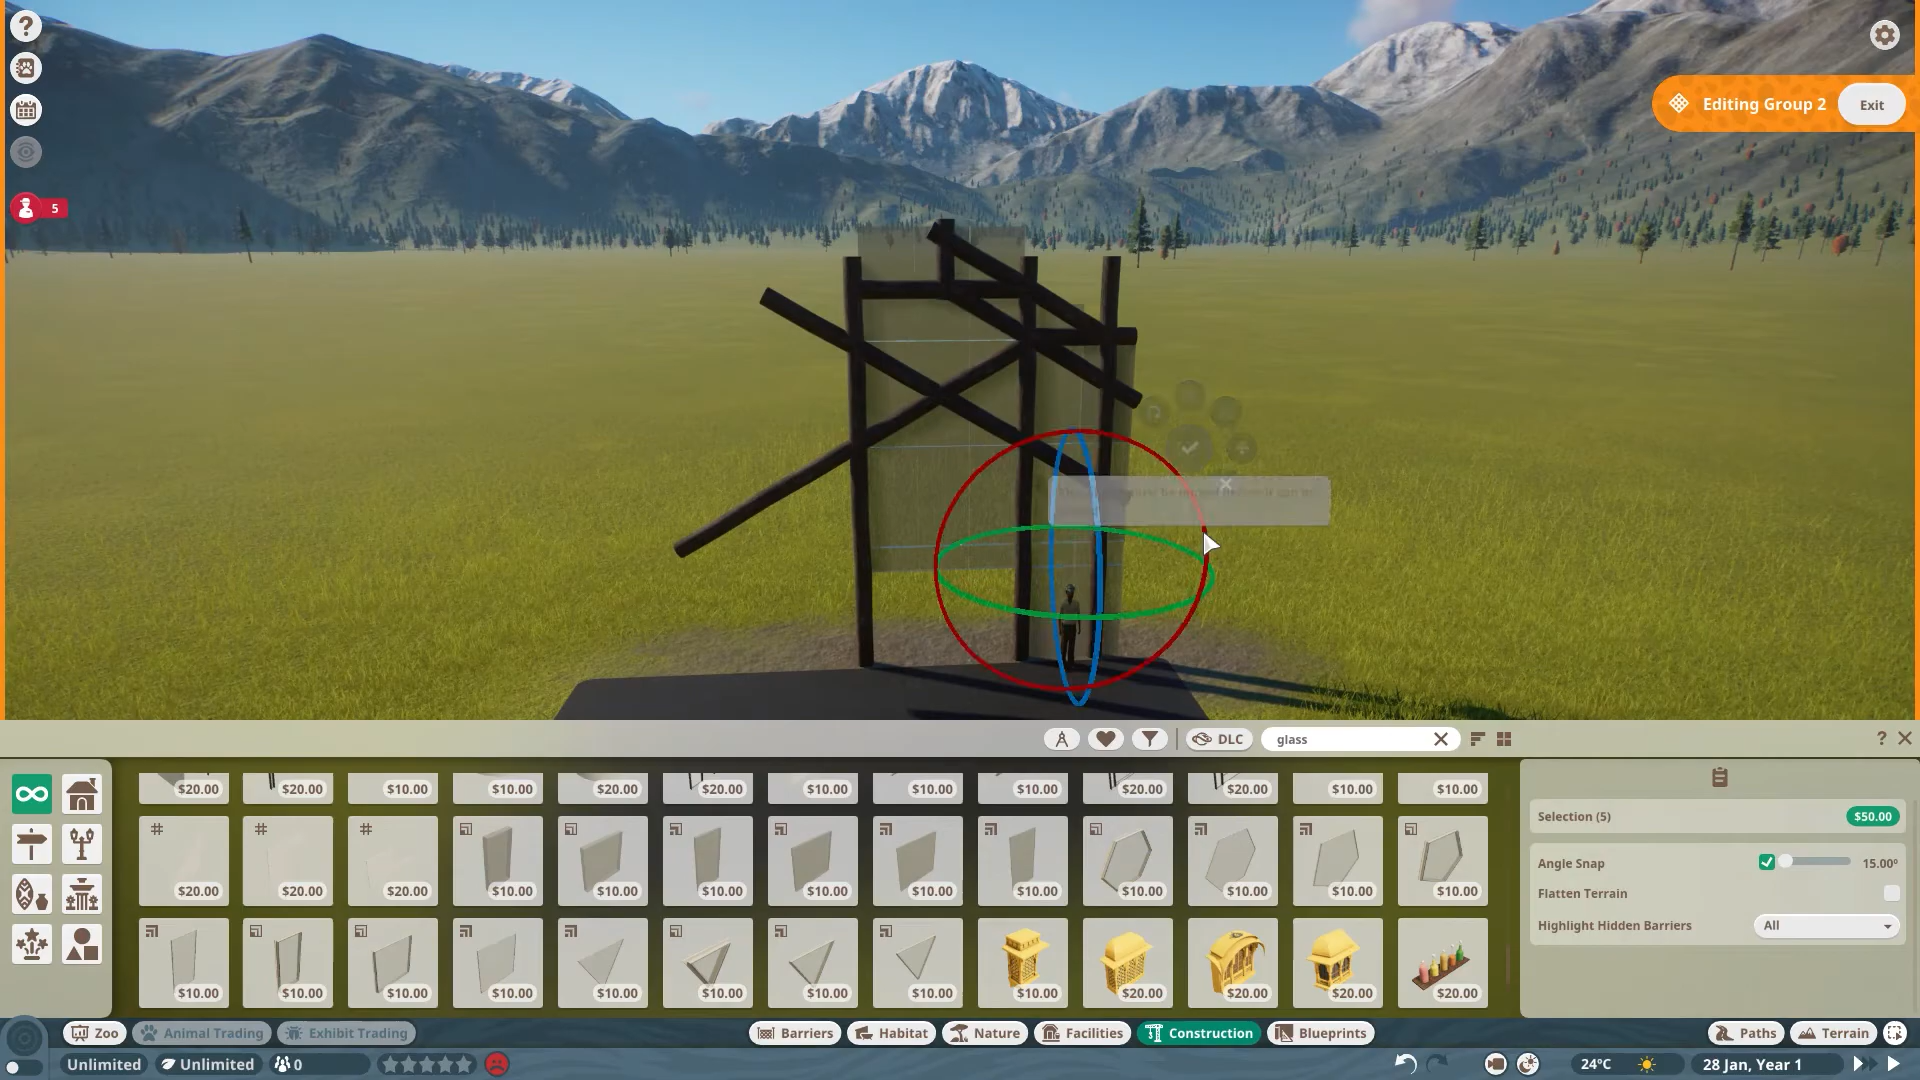 ?
Editing Group 2 Exit
5
DLC glass
?
$20.00 $20.00 $10.00 $10.00 $20.00 $20.00 $10.00 $10.00 $10.00 $20.00 $20.00 $10.00 $10.00
$20.00 $20.00 $20.00 $10.00 $10.00 $10.00 $10.00 $10.00 $10.00 $10.00 $10.00 $10.00 $10.00
$10.00 $10.00 $10.00 $10.00 $10.00 $10.00 $10.00 $10.00 $10.00 $20.00 $20.00 $20.00 $20.00
Selection (5) $50.00
Angle Snap 15.00°
Flatten Terrain
Highlight Hidden Barriers All
Zoo Animal Trading Exhibit Trading Barriers Habitat Nature Facilities Construction Blueprints Paths Terrain
Unlimited Unlimited 0 24°C 28 Jan, Year 1